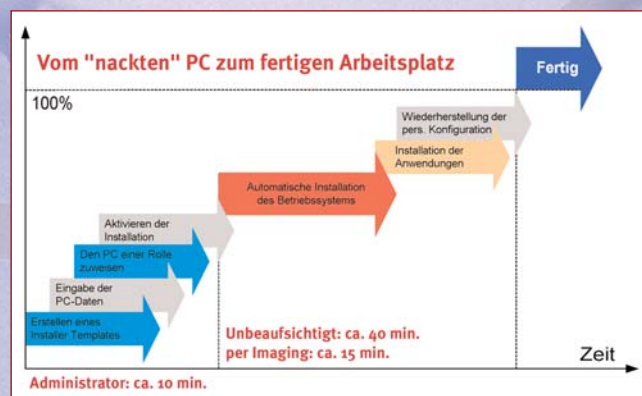 Vom "nackten" PC zum fertigen Arbeitsplatz
Fertig
100%
Wiederherstellung der
pers. Konfiguration
Installation der
Anwendungen
Automatische Installation
des Betriebssystems
Aktivieren der
Installation
Den PC einer Rolle
zuweisen
Eingabe der
PC-Daten
Erstellen eines
Installer Templates
Unbeaufsichtigt: ca. 40 min.
per Imaging: ca. 15 min.
Zeit
Administrator: ca. 10 min.